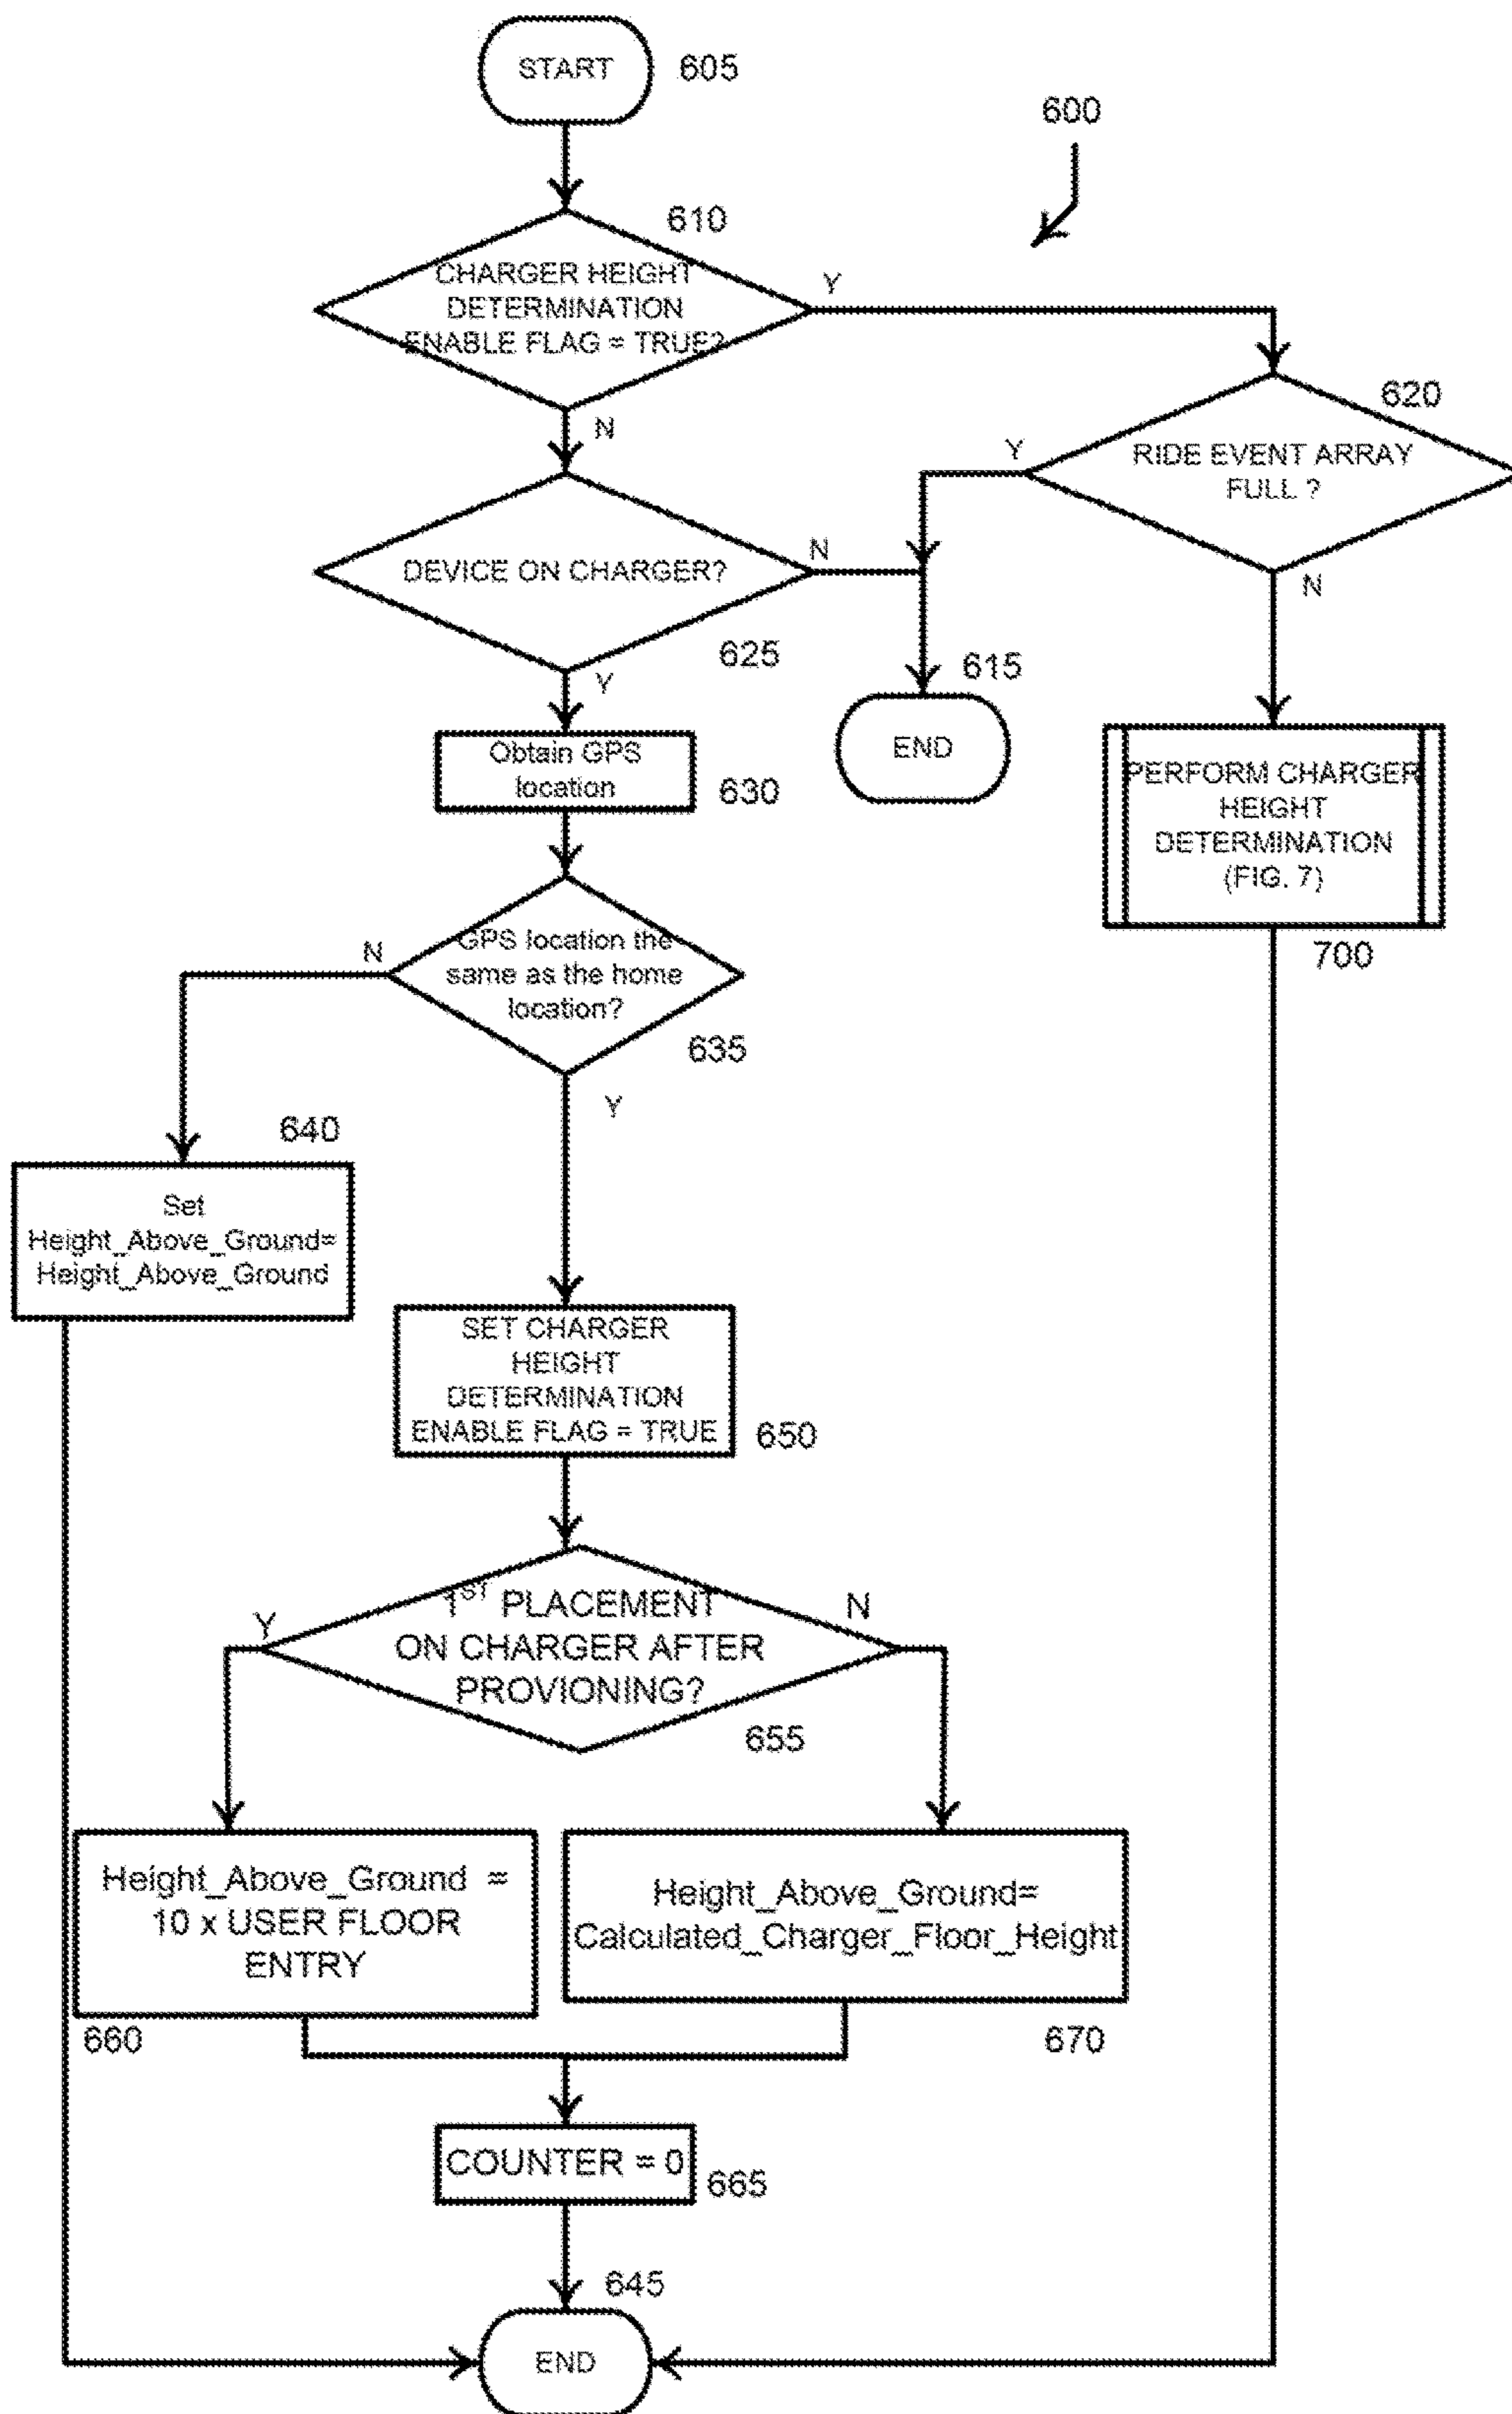 START
605
600
610
CHARGER HEIGHT
DETERMINATION
ENABLE FLAG = TRUE?
Y
N
620
RIDE EVENT ARRAY
FULL ?
Y
N
DEVICE ON CHARGER?
N
625
Y
615
END
Obtain GPS
location
630
PERFORM CHARGER
HEIGHT
DETERMINATION
(FIG. 7)
700
GPS location the
same as the home
location?
N
635
Y
640
Set
Height_Above_Ground=
Height_Above_Ground
SET CHARGER
HEIGHT
DETERMINATION
ENABLE FLAG = TRUE
650
1ST PLACEMENT
ON CHARGER AFTER
PROVIONING?
Y
N
655
Height_Above_Ground =
10 x USER FLOOR
ENTRY
660
Height_Above_Ground=
Calculated_Charger_Floor_Height
670
COUNTER = 0
665
645
END